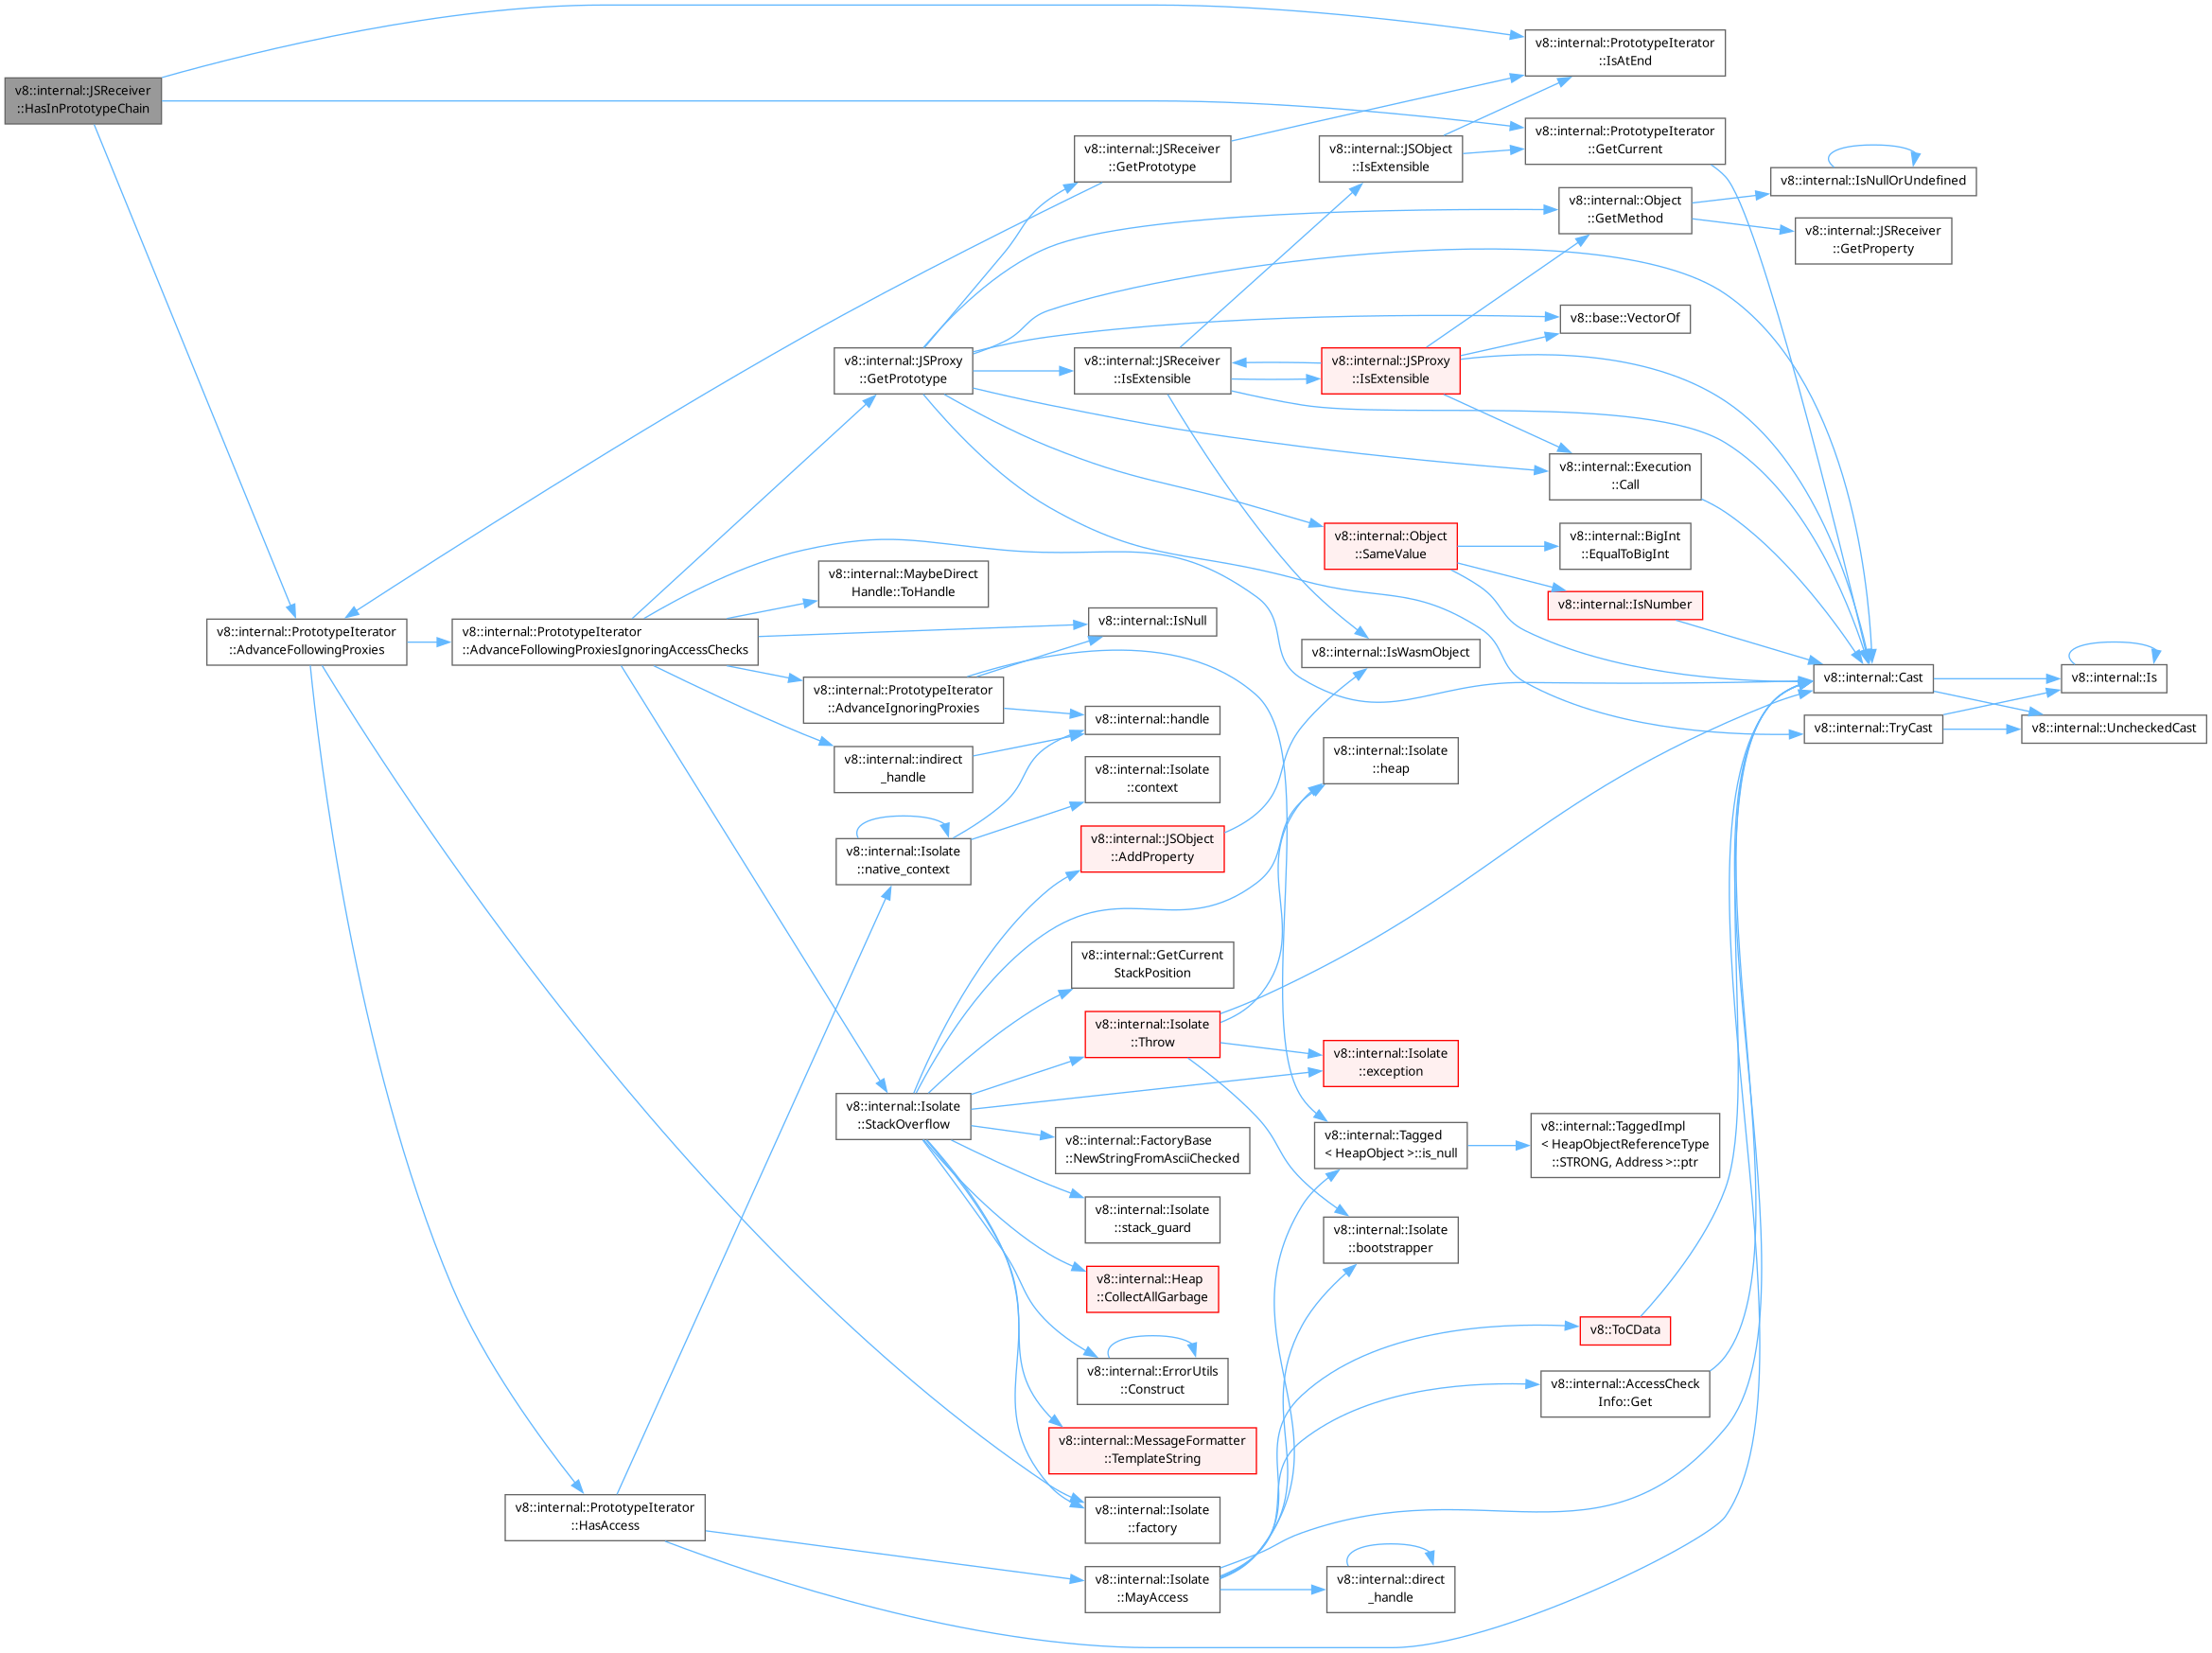 v8::internal::JSReceiver
::HasInPrototypeChain
v8::internal::PrototypeIterator
::AdvanceFollowingProxies
v8::internal::PrototypeIterator
::AdvanceFollowingProxiesIgnoringAccessChecks
v8::internal::PrototypeIterator
::HasAccess
v8::internal::JSProxy
::GetPrototype
v8::internal::MaybeDirect
Handle::ToHandle
v8::internal::PrototypeIterator
::AdvanceIgnoringProxies
v8::internal::indirect
_handle
v8::internal::Isolate
::native_context
v8::internal::Isolate
::StackOverflow
v8::internal::JSReceiver
::GetPrototype
v8::internal::JSReceiver
::IsExtensible
v8::internal::IsNull
v8::internal::handle
v8::internal::Isolate
::context
v8::internal::JSObject
::AddProperty
v8::internal::GetCurrent
StackPosition
v8::internal::Isolate
::Throw
v8::internal::FactoryBase
::NewStringFromAsciiChecked
v8::internal::Isolate
::stack_guard
v8::internal::Heap
::CollectAllGarbage
v8::internal::ErrorUtils
::Construct
v8::internal::MessageFormatter
::TemplateString
v8::internal::Isolate
::factory
v8::internal::Isolate
::MayAccess
v8::internal::JSObject
::IsExtensible
v8::internal::JSProxy
::IsExtensible
v8::internal::Object
::SameValue
v8::internal::IsWasmObject
v8::internal::Isolate
::heap
v8::internal::Isolate
::exception
v8::internal::Tagged
< HeapObject >::is_null
v8::internal::Isolate
::bootstrapper
v8::internal::direct
_handle
v8::internal::PrototypeIterator
::IsAtEnd
v8::internal::PrototypeIterator
::GetCurrent
v8::internal::Object
::GetMethod
v8::base::VectorOf
v8::internal::Execution
::Call
v8::internal::BigInt
::EqualToBigInt
v8::internal::IsNumber
v8::internal::TaggedImpl
< HeapObjectReferenceType
::STRONG, Address >::ptr
v8::ToCData
v8::internal::AccessCheck
Info::Get
v8::internal::IsNullOrUndefined
v8::internal::JSReceiver
::GetProperty
v8::internal::Cast
v8::internal::TryCast
v8::internal::Is
v8::internal::UncheckedCast